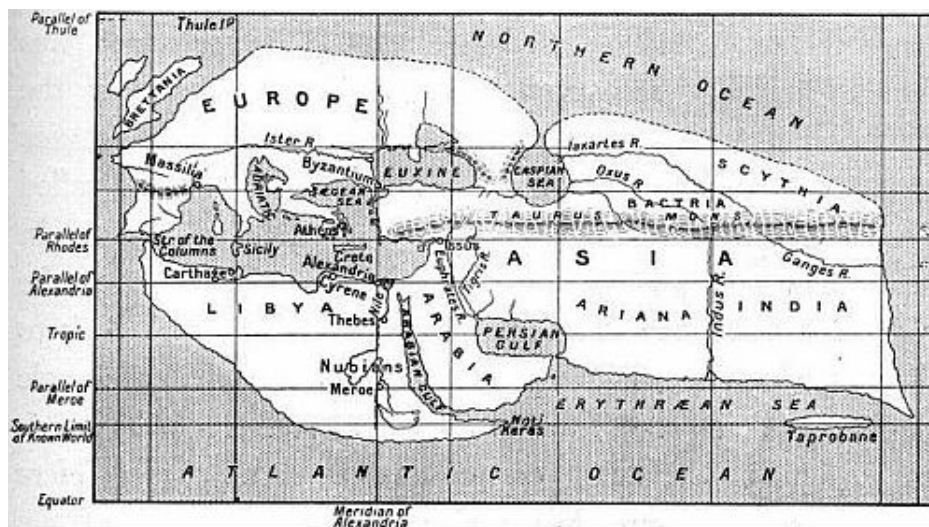 Parallel of
Thule
Thule Iᴰ
NORTHERN OCEAN
BRETTANIA
EUROPE
Ister R.
Massilia
ADRIATIC
Byzantium
EUXINE
CASPIAN
SEA
Iaxartes R.
Oxus R.
SCYTHIA
BACTRIA
ÆGEAN
SEA
TAURUS MONS
Athens
Parallel of
Rhodes
Str of the
Columns
Sicily
Crete
Issus
ASIA
Ganges R.
Carthage
Alexandria
Cyrene
Parallel of
Alexandria
Euphrates R.
Tigris R.
LIBYA
Nile
Thebes
ARABIA
ARABIAN GULF
PERSIAN
GULF
ARIANA
Indus R.
INDIA
Tropic
Nubians
Meroe
Parallel of
Meroe
ERYTHRÆAN SEA
Noti
Keras
Taprobane
Southern Limit
of Known World
ATLANTIC OCEAN
Equator
Meridian of
Alexandria